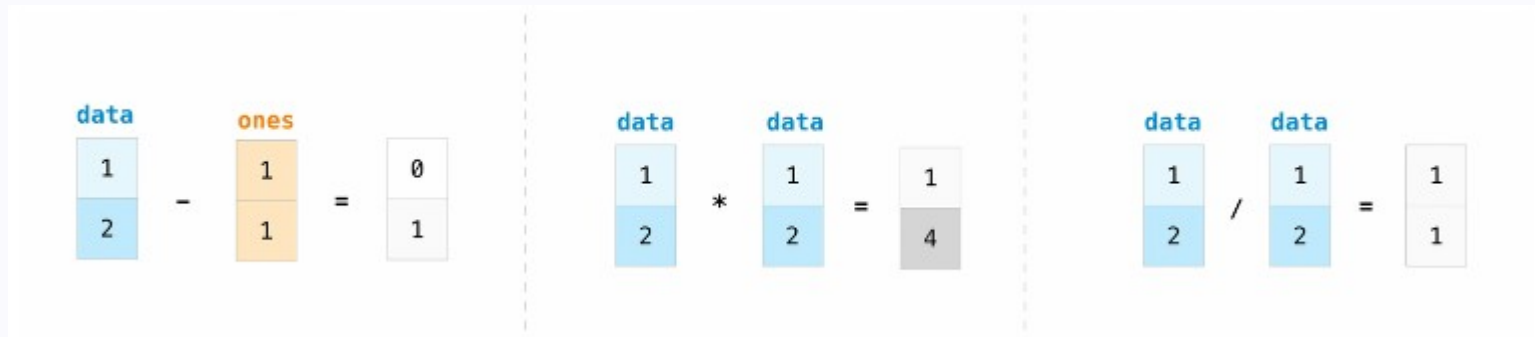 data ones data data data data
1 1 0 1 1 1 1 1 1
- = * = / =
2 1 1 2 2 4 2 2 1